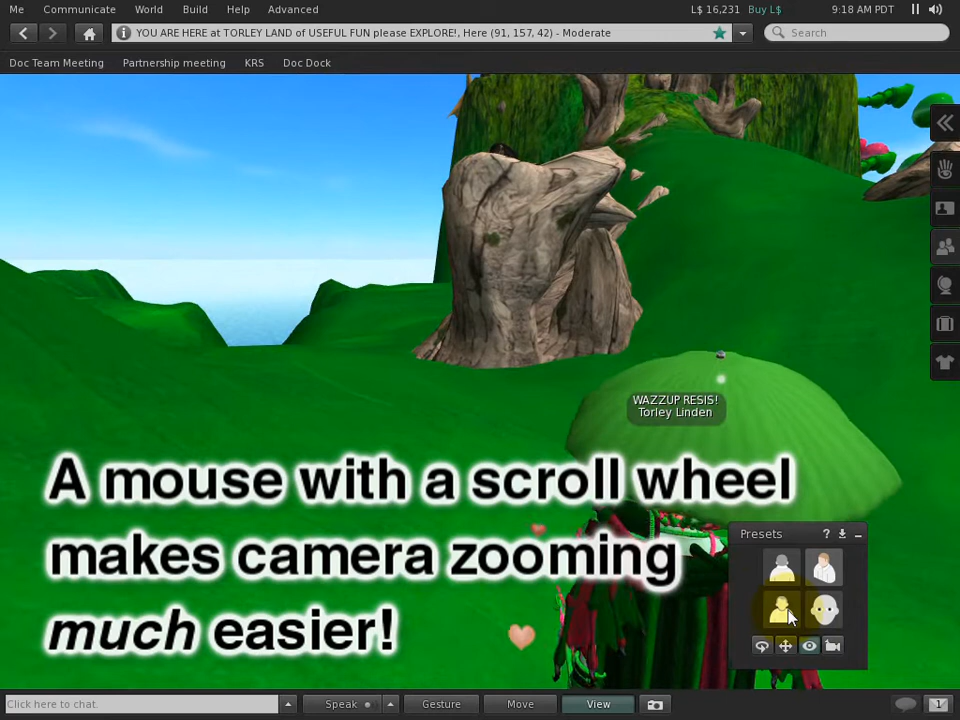 Me Communicate World Build Help Advanced L$ 16,231 Buy L$ 9:18 AM PDT
YOU ARE HERE at TORLEY LAND of USEFUL FUN please EXPLORE!, Here (91, 157, 42) - Moderate Search
Doc Team Meeting Partnership meeting KRS Doc Dock
WAZZUP RESIS!
Torley Linden
A mouse with a scroll wheel
makes camera zooming
much easier!
Presets ?
Click here to chat. Speak Gesture Move View 1